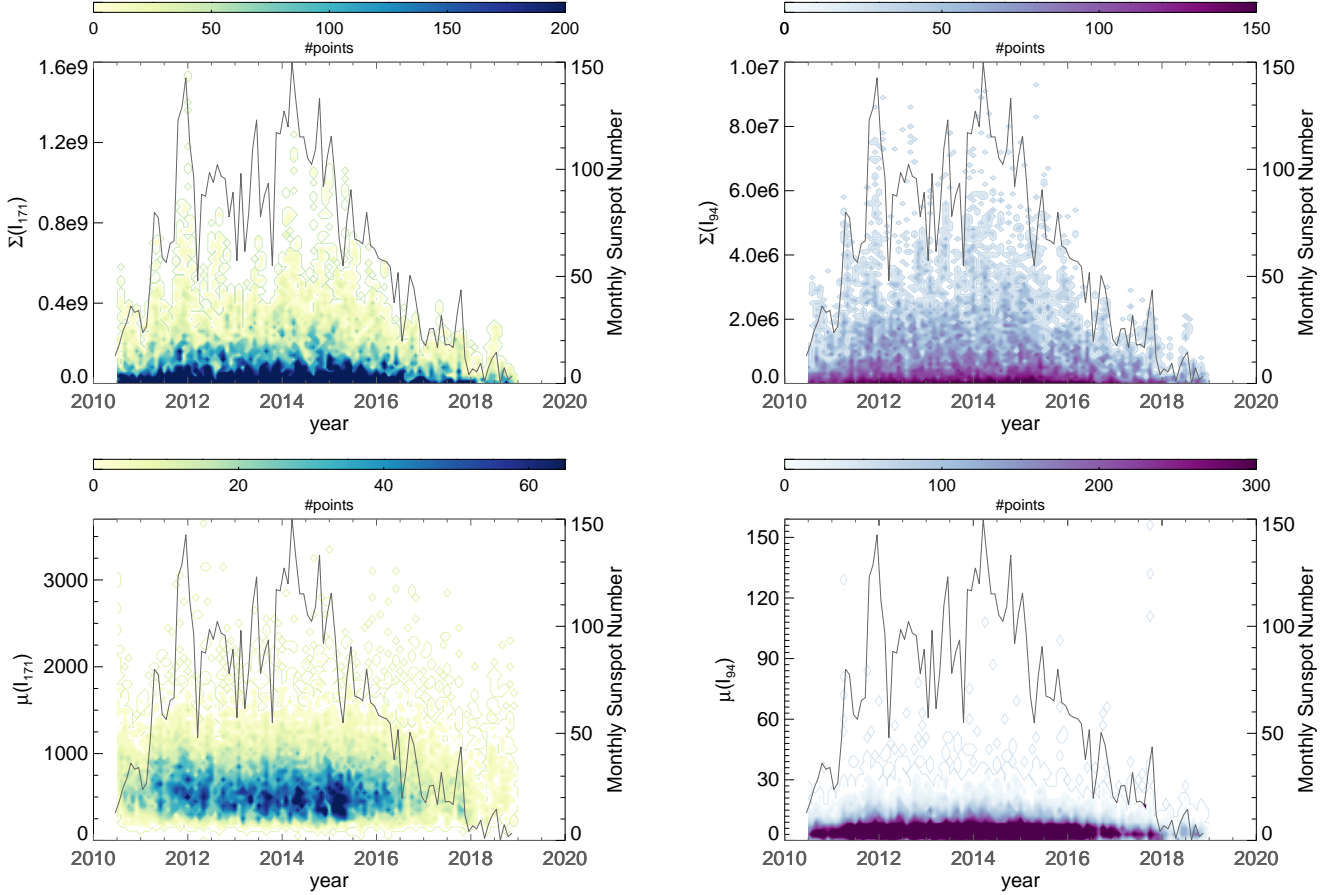 0 50 100 150 200
#points
0 50 100 150
#points
1.6e9
1.2e9
0.8e9
0.4e9
0.0
Σ(I171)
150
100
50
0
Monthly Sunspot Number
2010 2012 2014 2016 2018 2020
year
1.0e7
8.0e6
6.0e6
4.0e6
2.0e6
0.0
Σ(I94)
150
100
50
0
Monthly Sunspot Number
2010 2012 2014 2016 2018 2020
year
0 20 40 60
#points
0 100 200 300
#points
3000
2000
1000
0
μ(I171)
150
100
50
0
Monthly Sunspot Number
2010 2012 2014 2016 2018 2020
year
150
120
90
60
30
0
μ(I94)
150
100
50
0
Monthly Sunspot Number
2010 2012 2014 2016 2018 2020
year